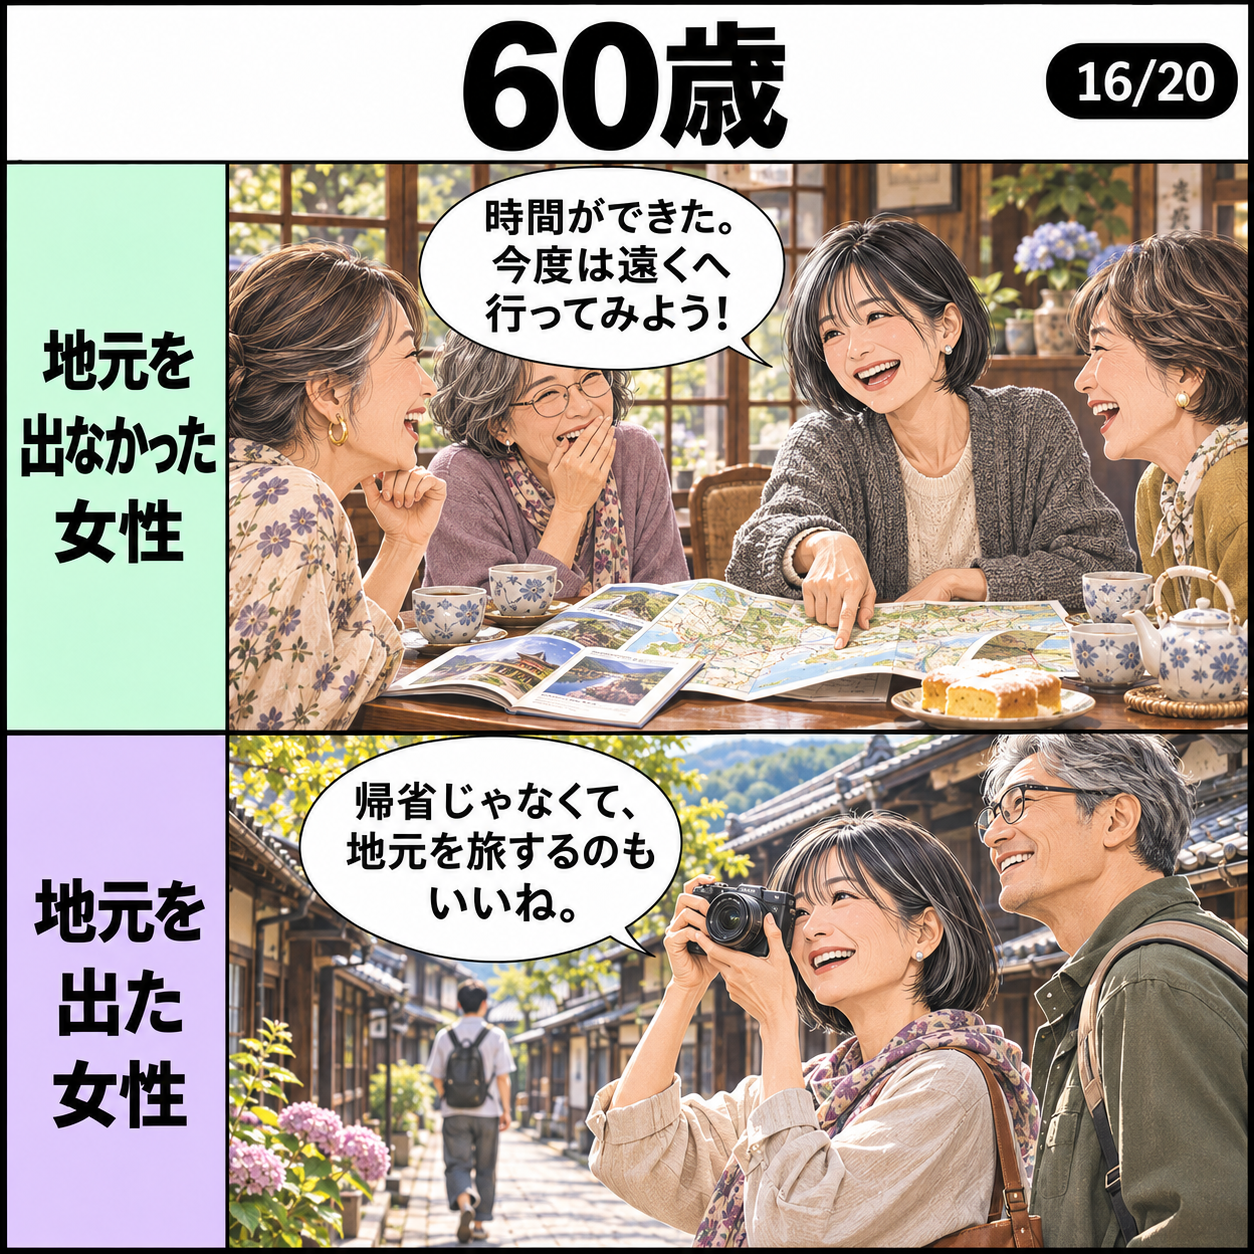 60歳
16/20
地元を
出なかった
女性
時間ができた。
今度は遠くへ
行ってみよう!
地元を
出た
女性
帰省じゃなくて、
地元を旅するのも
いいね。